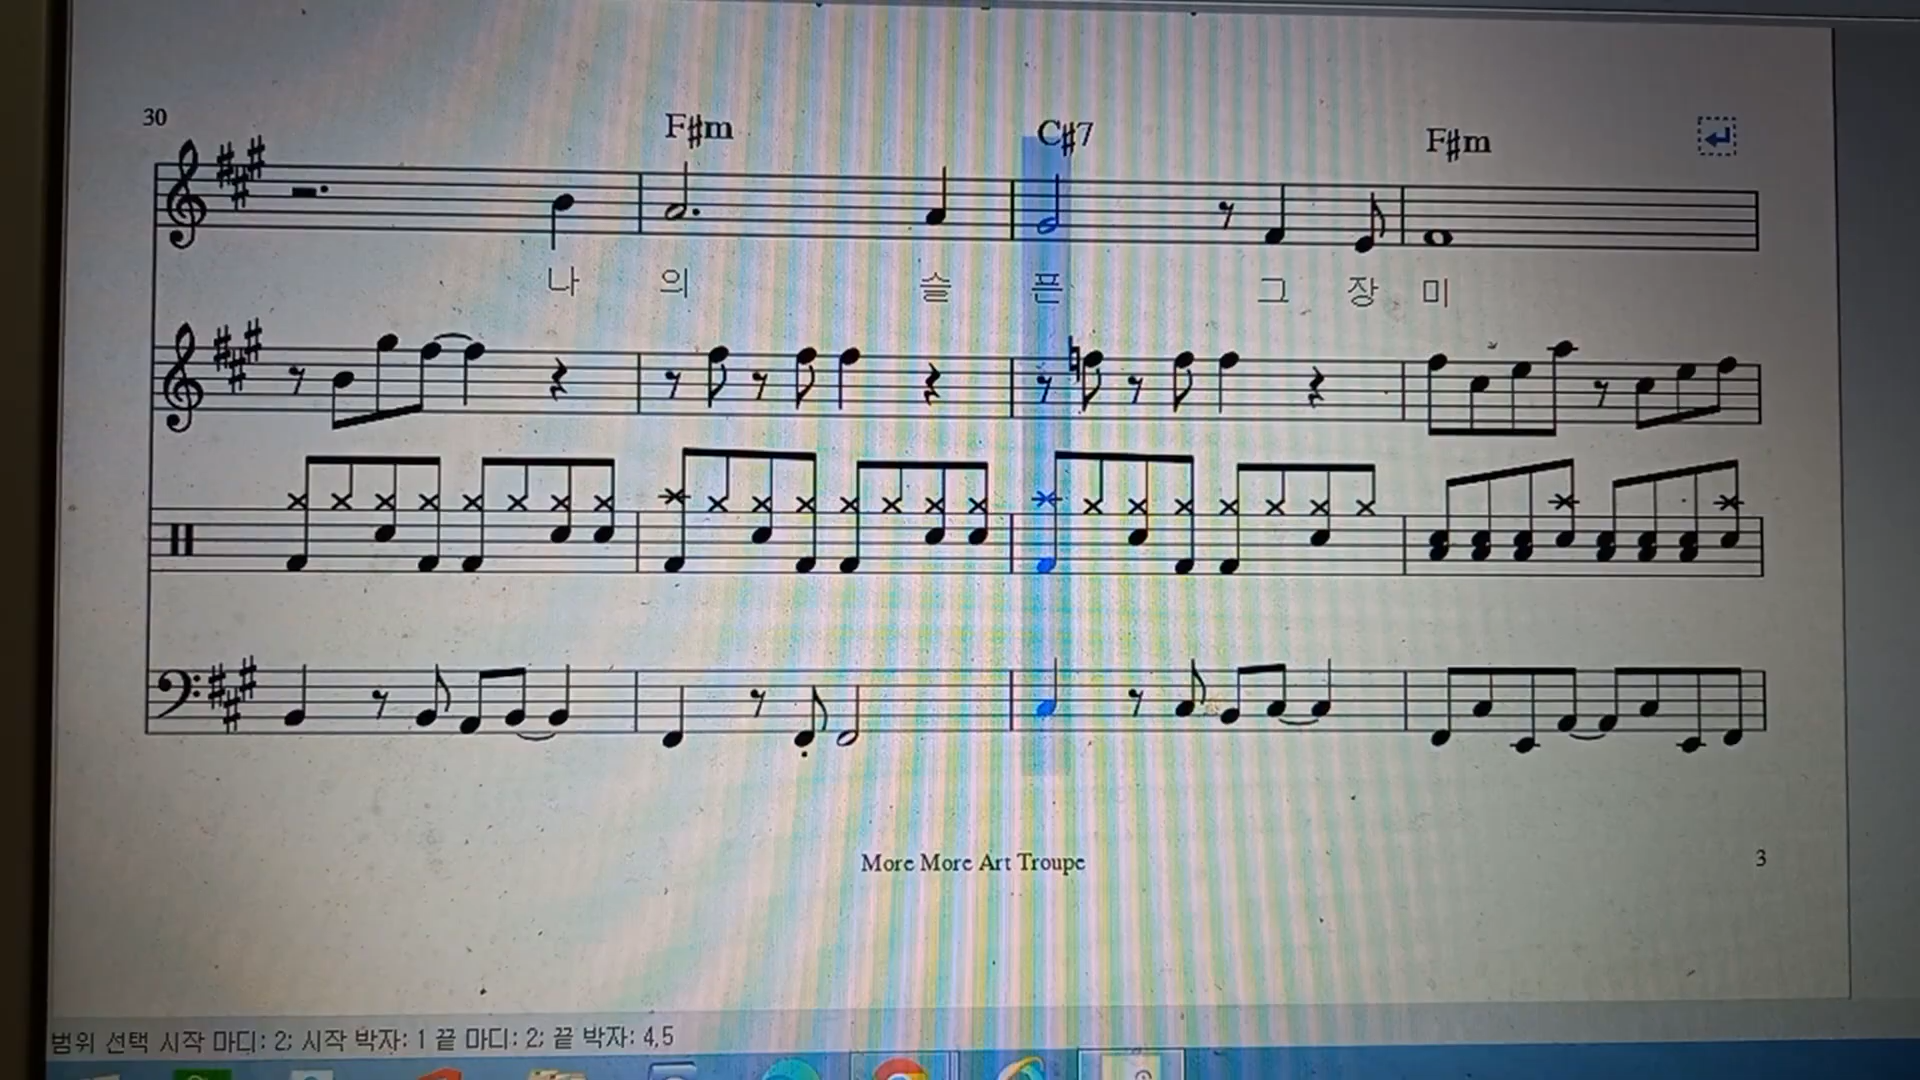 30
F#m C#7 F#m
나 의 슬 픈 그 장 미
More More Art Troupe
3
범위 선택 시작 마디: 2; 시작 박자: 1 끝 마디: 2; 끝 박자: 4,5